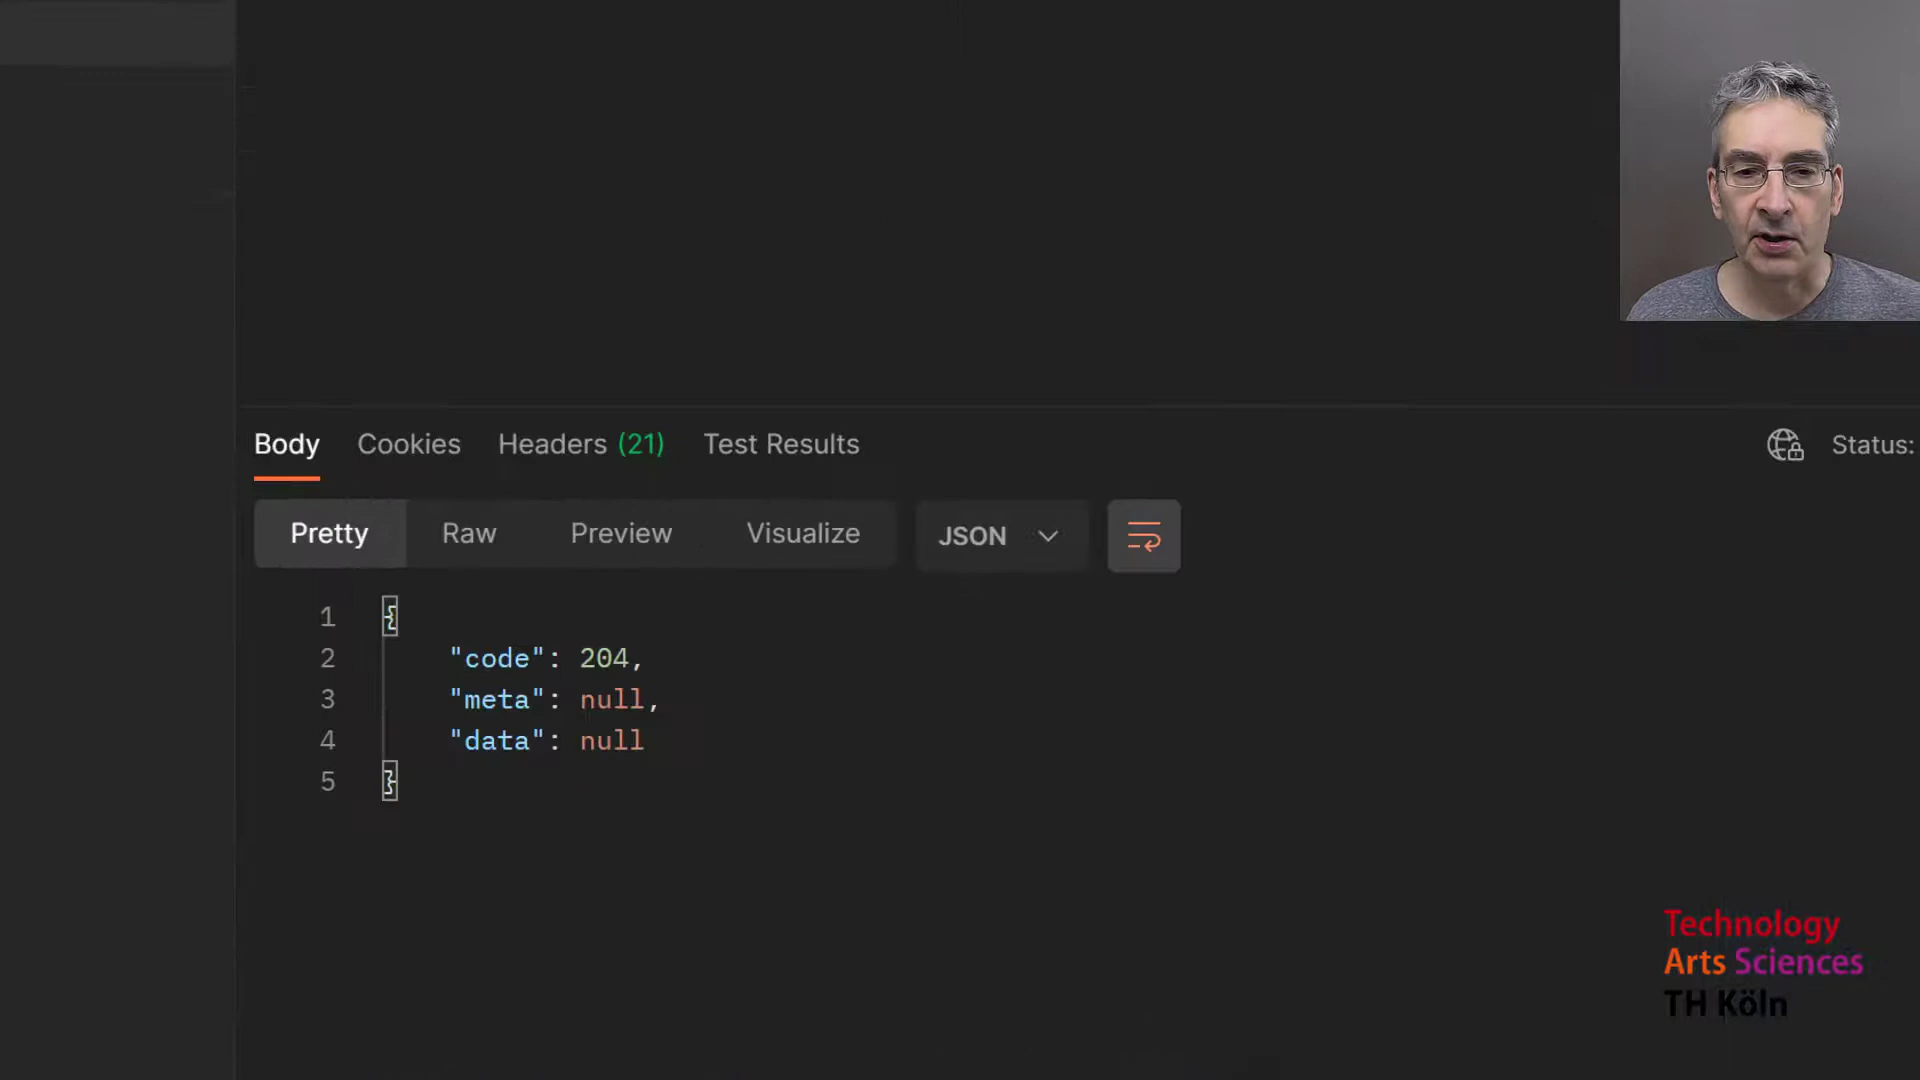 Body Cookies Headers (21) Test Results Status:
Pretty Raw Preview Visualize JSON
1 {
2 "code": 204,
3 "meta": null,
4 "data": null
5 }
Technology
Arts Sciences
TH Köln